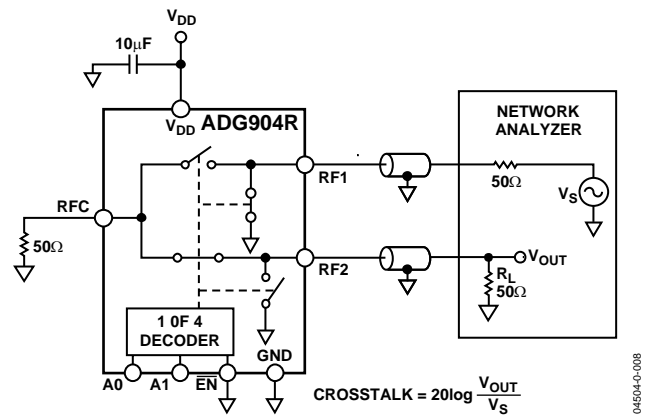 VDD
10µF
VDD
ADG904R
NETWORK
ANALYZER
RF1
50Ω
VS
RFC
50Ω
RF2
VOUT
RL
50Ω
1 0F 4
DECODER
GND
A0
A1
EN
CROSSTALK = 20log VOUT
VS
04504-0-008